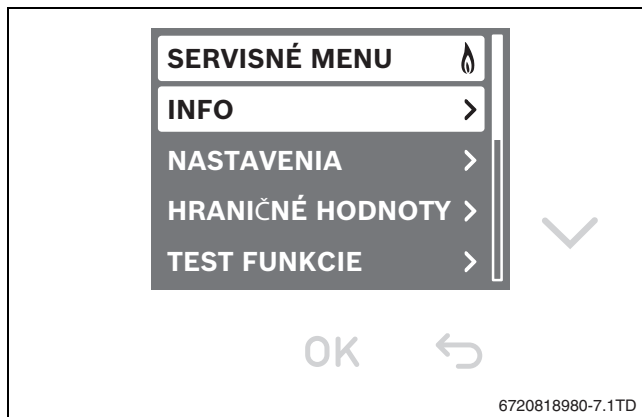 SERVISNÉ MENU
INFO
NASTAVENIA
HRANIČNÉ HODNOTY
TEST FUNKCIE
OK
6720818980-7.1TD